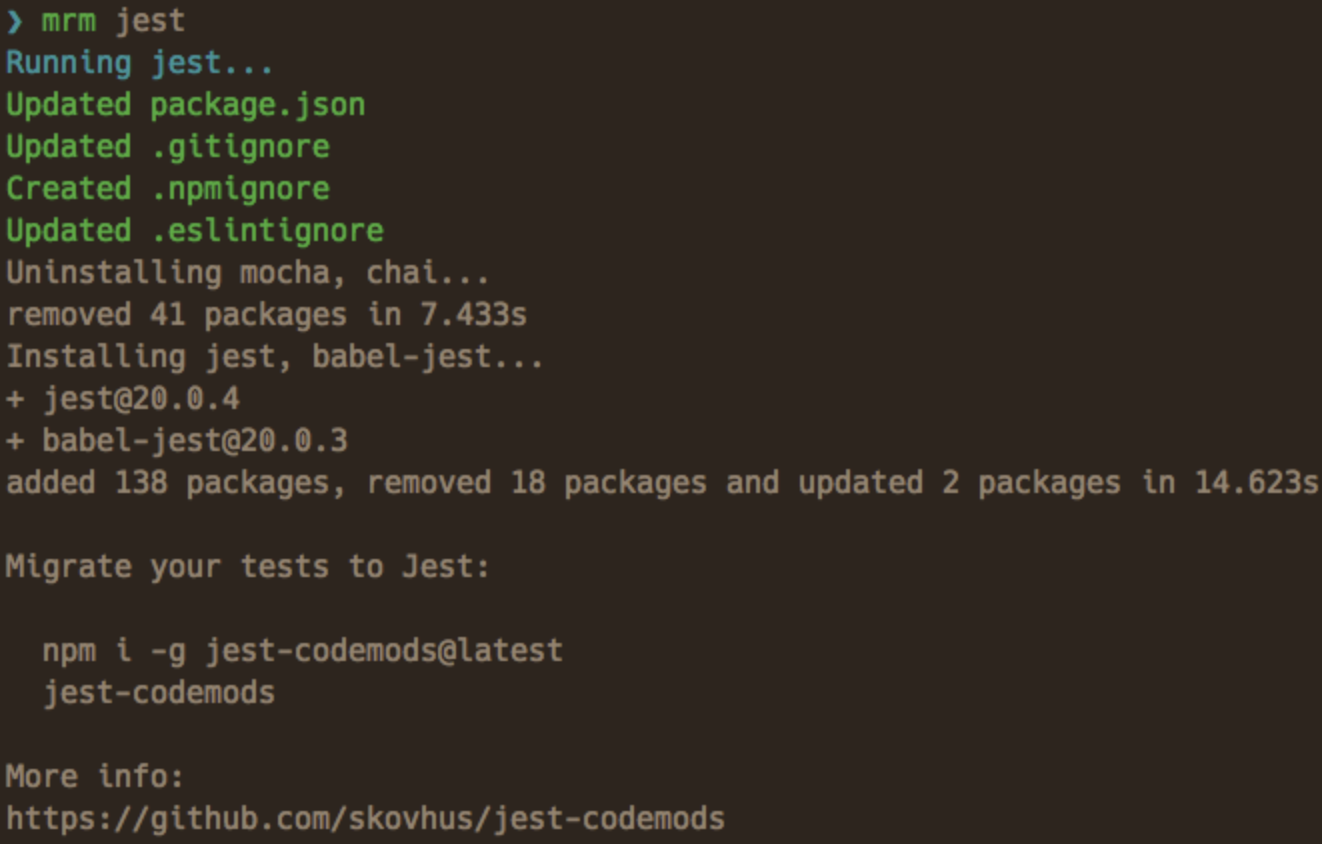 ❯ mrm jest
Running jest...
Updated package.json
Updated .gitignore
Created .npmignore
Updated .eslintignore
Uninstalling mocha, chai...
removed 41 packages in 7.433s
Installing jest, babel-jest...
+ jest@20.0.4
+ babel-jest@20.0.3
added 138 packages, removed 18 packages and updated 2 packages in 14.623s
Migrate your tests to Jest:
npm i -g jest-codemods@latest
jest-codemods
More info:
https://github.com/skovhus/jest-codemods